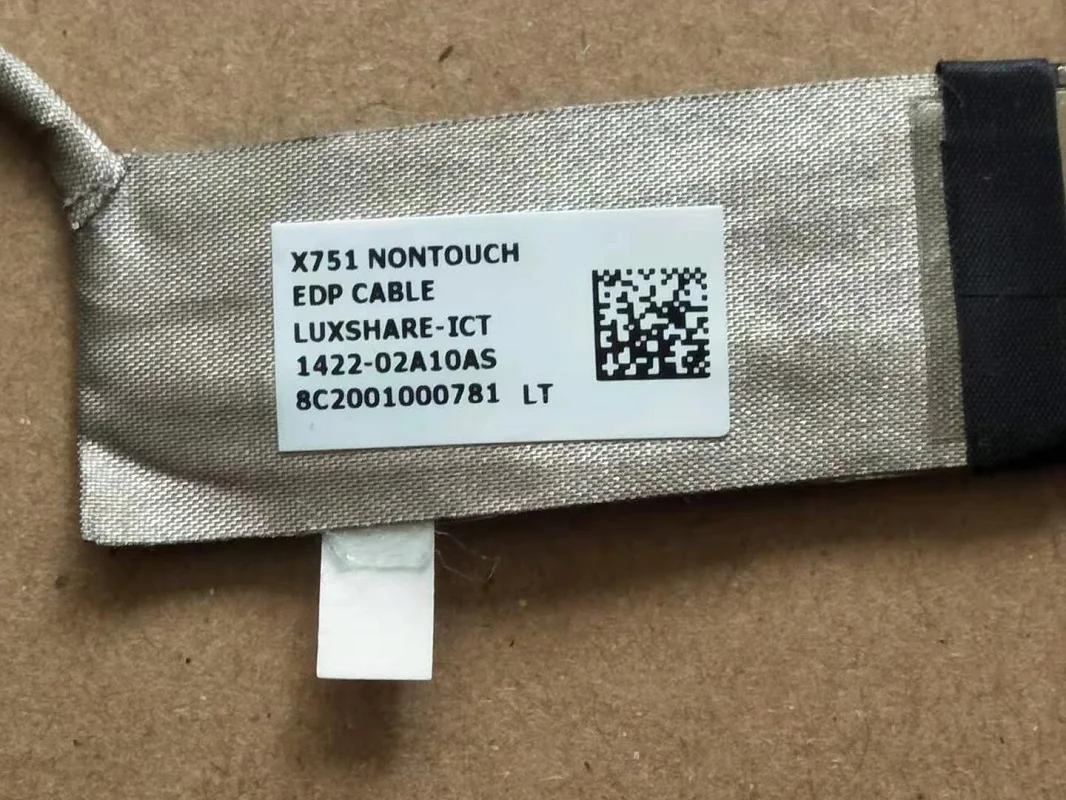 X751 NONTOUCH
EDP CABLE
LUXSHARE-ICT
1422-02A10AS
8C2001000781 LT